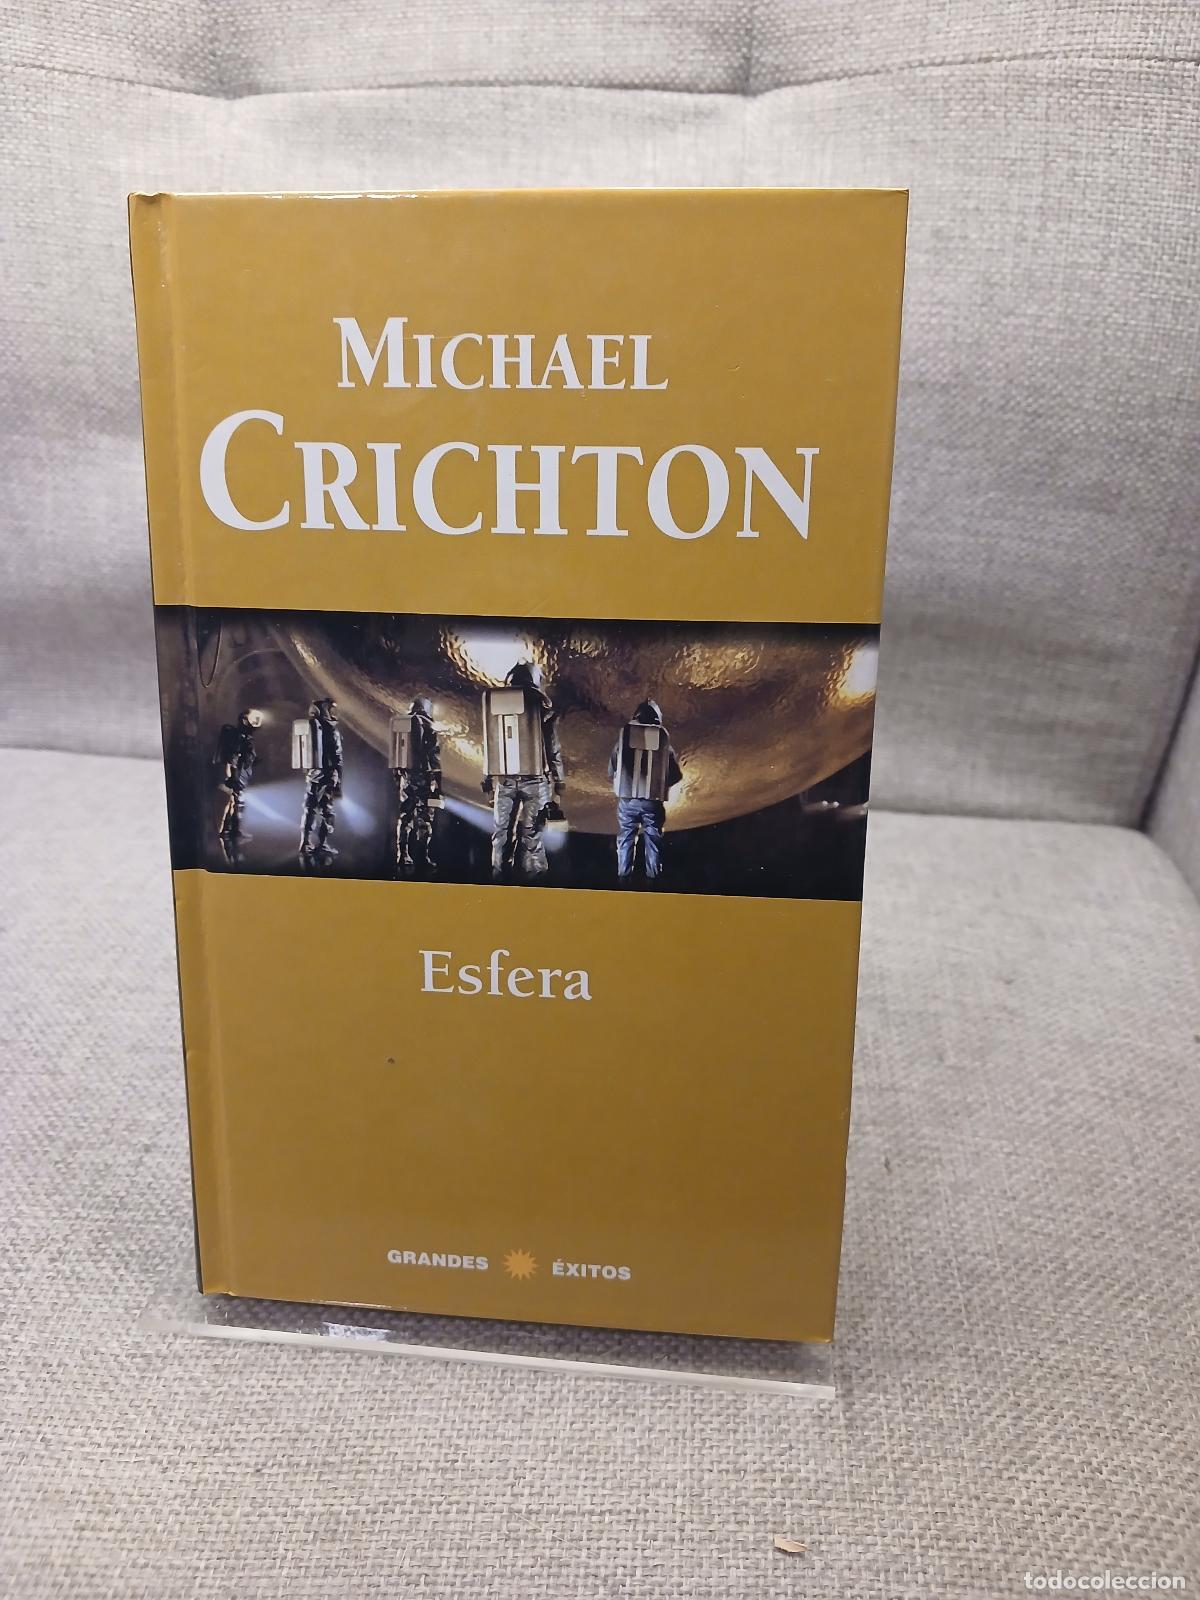 MICHAEL
CRICHTON
Esfera
GRANDES ÉXITOS
todocoleccion